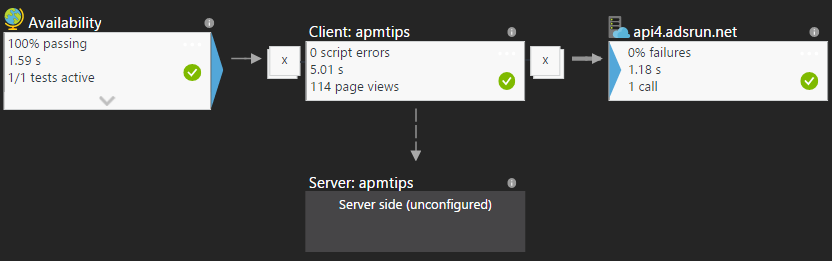 Availability
100% passing
1.59 s
1/1 tests active
x
Client: apmtips
0 script errors
5.01 s
114 page views
x
api4.adsrun.net
0% failures
1.18 s
1 call
Server: apmtips
Server side (unconfigured)